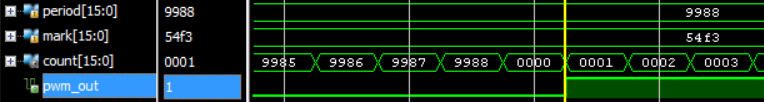 period[15:0] 9988 9988
mark[15:0] 54f3 54f3
count[15:0] 0001 9985 9986 9987 9988 0000 0001 0002 0003
pwm_out 1